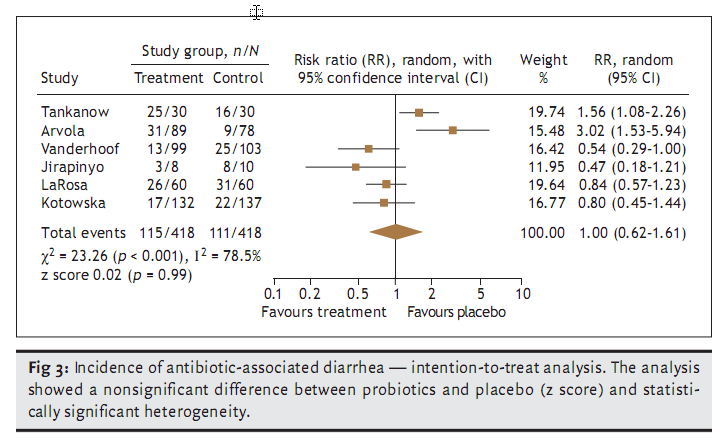 Study group, n/N
Risk ratio (RR), random, with
95% confidence interval (CI)
Weight
%
RR, random
(95% CI)
Study
Treatment
Control
Tankanow 25/30 16/30 19.74 1.56 (1.08-2.26)
Arvola 31/89 9/78 15.48 3.02 (1.53-5.94)
Vanderhoof 13/99 25/103 16.42 0.54 (0.29-1.00)
Jirapinyo 3/8 8/10 11.95 0.47 (0.18-1.21)
LaRosa 26/60 31/60 19.64 0.84 (0.57-1.23)
Kotowska 17/132 22/137 16.77 0.80 (0.45-1.44)
Total events 115/418 111/418 100.00 1.00 (0.62-1.61)
χ² = 23.26 (p < 0.001), I² = 78.5%
z score 0.02 (p = 0.99)
0.1 0.2 0.5 1 2 5 10
Favours treatment Favours placebo
Fig 3: Incidence of antibiotic-associated diarrhea — intention-to-treat analysis. The analysis
showed a nonsignificant difference between probiotics and placebo (z score) and statisti-
cally significant heterogeneity.